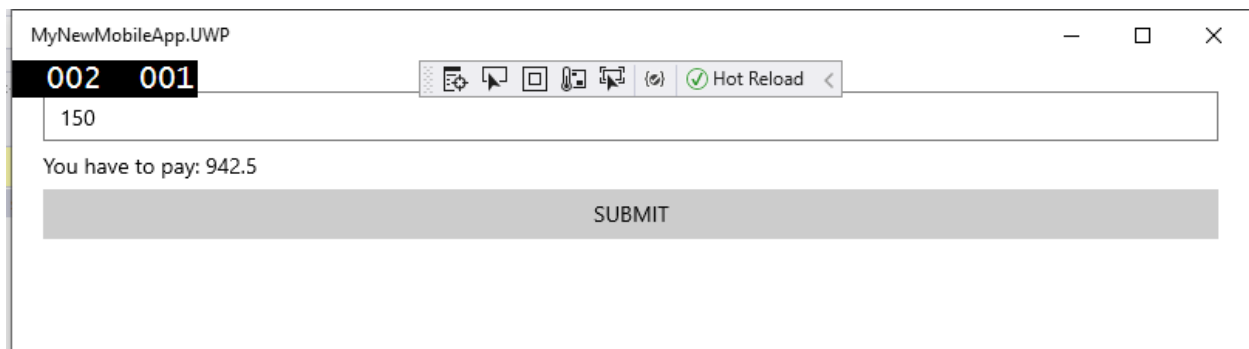 MyNewMobileApp.UWP
002 001
Hot Reload
150
You have to pay: 942.5
SUBMIT